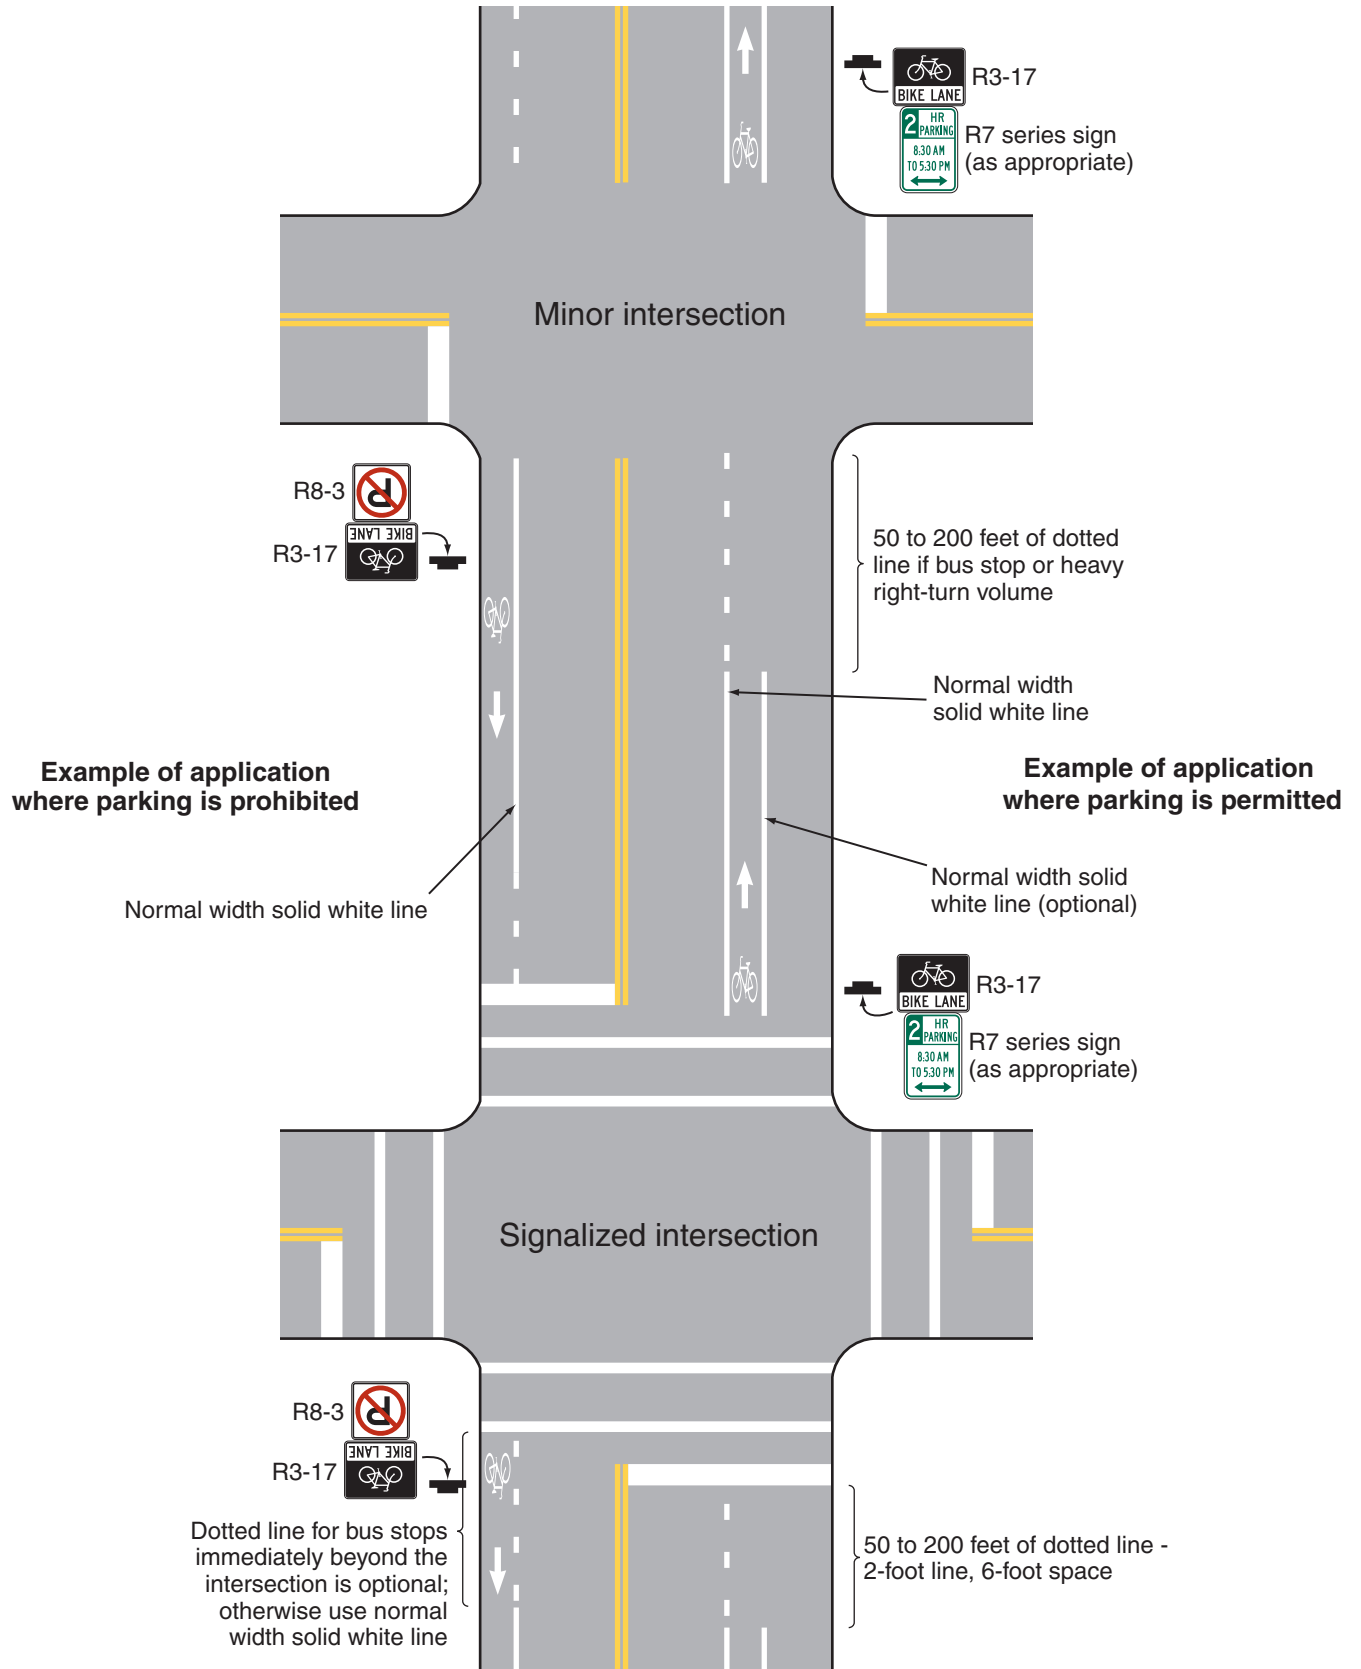 BIKE LANE
R3-17
2 HR
PARKING
8:30 AM
TO 5:30 PM
R7 series sign
(as appropriate)
Minor intersection
R8-3
P
R3-17
BIKE LANE
50 to 200 feet of dotted
line if bus stop or heavy
right-turn volume
Normal width
solid white line
Example of application
where parking is prohibited
Example of application
where parking is permitted
Normal width solid white line
Normal width solid
white line (optional)
BIKE LANE
R3-17
2 HR
PARKING
8:30 AM
TO 5:30 PM
R7 series sign
(as appropriate)
Signalized intersection
R8-3
P
R3-17
BIKE LANE
Dotted line for bus stops
immediately beyond the
intersection is optional;
otherwise use normal
width solid white line
50 to 200 feet of dotted line -
2-foot line, 6-foot space